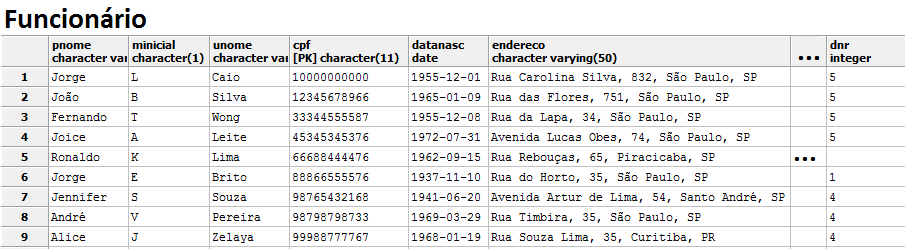 Funcionário
pnome minicial unome cpf datanasc endereco dnr
character var character(1) character var [PK] character(11) date character varying(50) ... integer
1 Jorge L Caio 10000000000 1955-12-01 Rua Carolina Silva, 832, São Paulo, SP 5
2 João B Silva 12345678966 1965-01-09 Rua das Flores, 751, São Paulo, SP 5
3 Fernando T Wong 33344555587 1955-12-08 Rua da Lapa, 34, São Paulo, SP 5
4 Joice A Leite 45345345376 1972-07-31 Avenida Lucas Obes, 74, São Paulo, SP 5
5 Ronaldo K Lima 66688444476 1962-09-15 Rua Rebouças, 65, Piracicaba, SP ...
6 Jorge E Brito 88866555576 1937-11-10 Rua do Horto, 35, São Paulo, SP 1
7 Jennifer S Souza 98765432168 1941-06-20 Avenida Artur de Lima, 54, Santo André, SP 4
8 André V Pereira 98798798733 1969-03-29 Rua Timbira, 35, São Paulo, SP 4
9 Alice J Zelaya 99988777767 1968-01-19 Rua Souza Lima, 35, Curitiba, PR 4